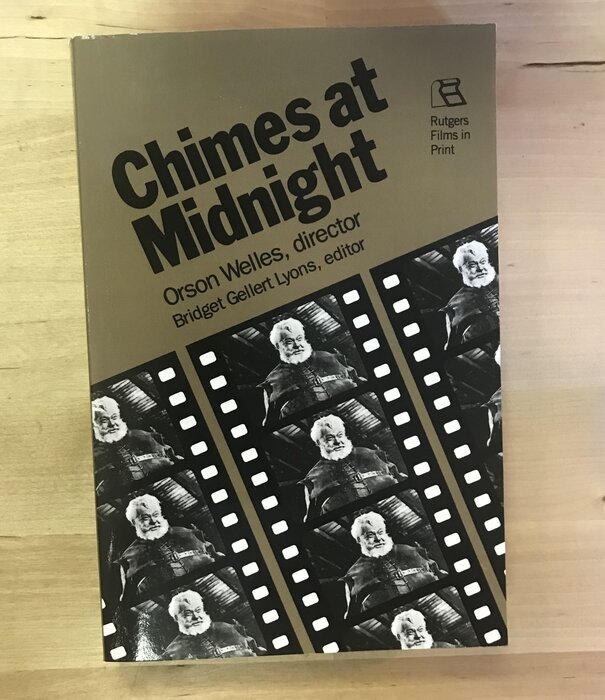 Chimes at
Midnight
Orson Welles, director
Bridget Gellert Lyons, editor
Rutgers
Films in
Print